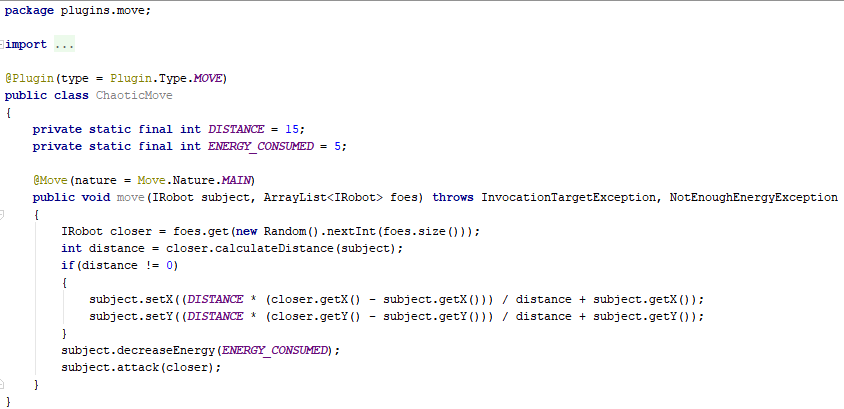 package plugins.move;
import ...
@Plugin(type = Plugin.Type.MOVE)
public class ChaoticMove
{
    private static final int DISTANCE = 15;
    private static final int ENERGY_CONSUMED = 5;
    @Move(nature = Move.Nature.MAIN)
    public void move(IRobot subject, ArrayList<IRobot> foes) throws InvocationTargetException, NotEnoughEnergyException
    {
        IRobot closer = foes.get(new Random().nextInt(foes.size()));
        int distance = closer.calculateDistance(subject);
        if(distance != 0)
        {
            subject.setX((DISTANCE * (closer.getX() - subject.getX())) / distance + subject.getX());
            subject.setY((DISTANCE * (closer.getY() - subject.getY())) / distance + subject.getY());
        }
        subject.decreaseEnergy(ENERGY_CONSUMED);
        subject.attack(closer);
    }
}